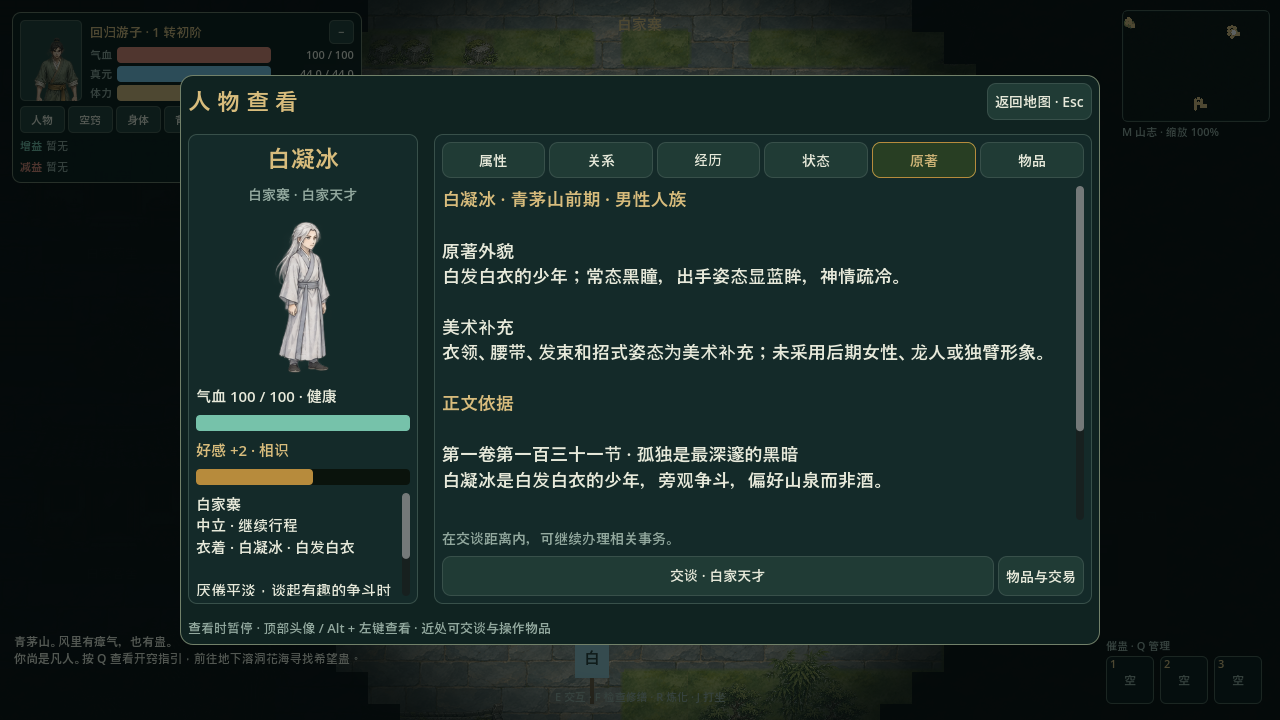 白家寨
回归游子 · 1 转初阶
−
气血 100 / 100
真元 44.0 / 44.0
体力
人物 空窍 身体
增益 暂无
减益 暂无
M 山志 · 缩放 100%
人物查看
返回地图 · Esc
白凝冰
白家寨 · 白家天才
气血 100 / 100 · 健康
好感 +2 · 相识
白家寨
中立 · 继续行程
衣着 · 白凝冰 · 白发白衣
厌倦平淡 · 谈起有趣的争斗时
属性 关系 经历 状态 原著 物品
白凝冰 · 青茅山前期 · 男性人族
原著外貌
白发白衣的少年；常态黑瞳，出手姿态显蓝眸，神情疏冷。
美术补充
衣领、腰带、发束和招式姿态为美术补充；未采用后期女性、龙人或独臂形象。
正文依据
第一卷第一百三十一节 · 孤独是最深邃的黑暗
白凝冰是白发白衣的少年，旁观争斗，偏好山泉而非酒。
在交谈距离内，可继续办理相关事务。
交谈 · 白家天才
物品与交易
查看时暂停 · 顶部头像 / Alt + 左键查看 · 近处可交谈与操作物品
青茅山。风里有瘴气，也有蛊。
你尚是凡人。按 Q 查看开窍指引 · 前往地下溶洞花海寻找希望蛊 ·
白
催蛊 · Q 管理
1 空
2 空
3 空